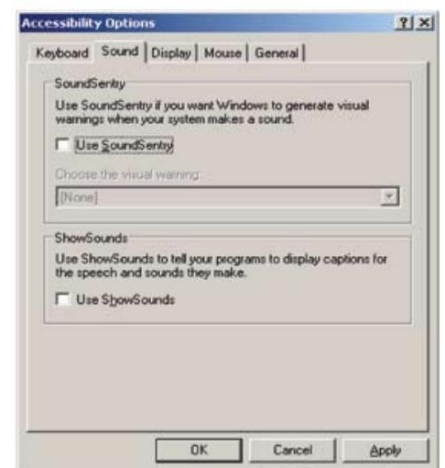 Accessibility Options
Keyboard Sound Display Mouse General
SoundSentry
Use SoundSentry if you want Windows to generate visual
warnings when your system makes a sound.
Use SoundSentry
Choose the visual warning:
[None]
ShowSounds
Use ShowSounds to tell your programs to display captions for
the speech and sounds they make.
Use ShowSounds
OK Cancel Apply